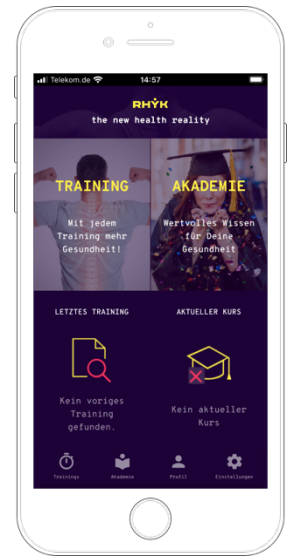 Telekom.de 14:57
RHYK
the new health reality
TRAINING
Mit jedem
Training mehr
Gesundheit!
AKADEMIE
Wertvolles Wissen
für Deine
Gesundheit
LETZTES TRAINING
AKTUELLER KURS
Kein voriges
Training
gefunden.
Kein aktueller
Kurs
Trainings Akademie Profil Einstellungen